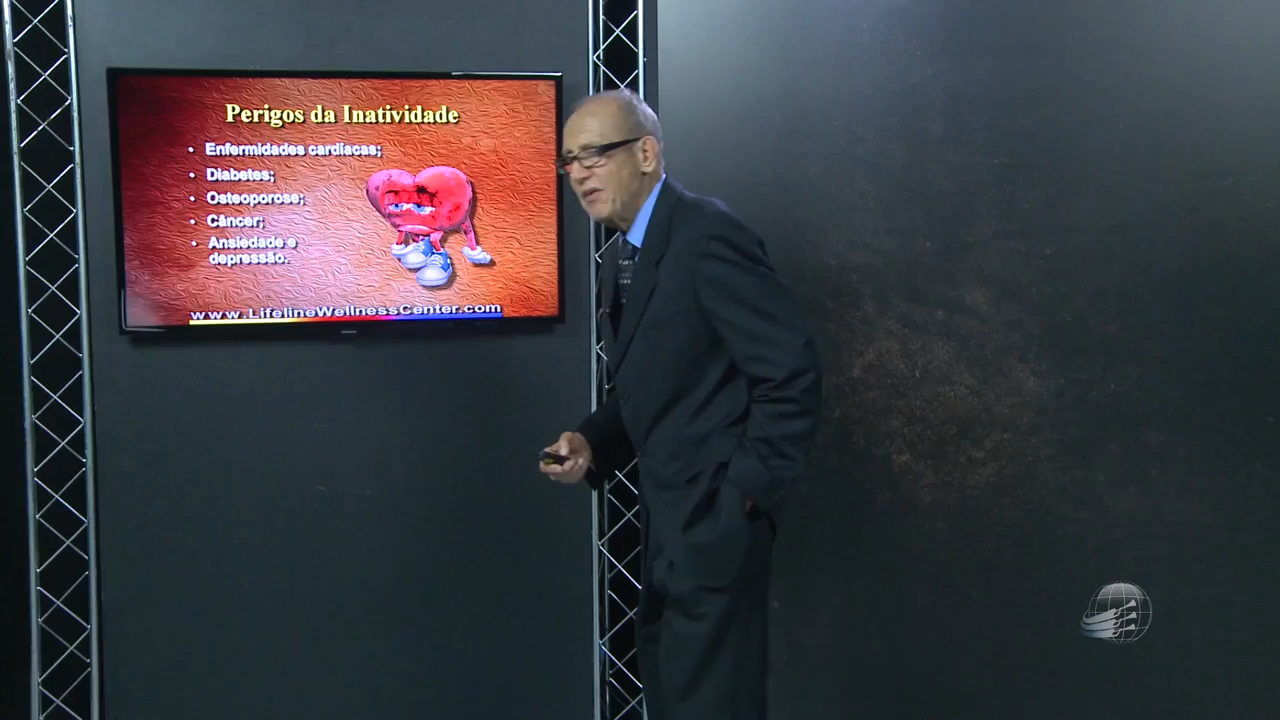 Perigos da Inatividade
• Enfermidades cardíacas;
• Diabetes;
• Osteoporose;
• Câncer;
• Ansiedade e
depressão.
www.LifelineWellnessCenter.com